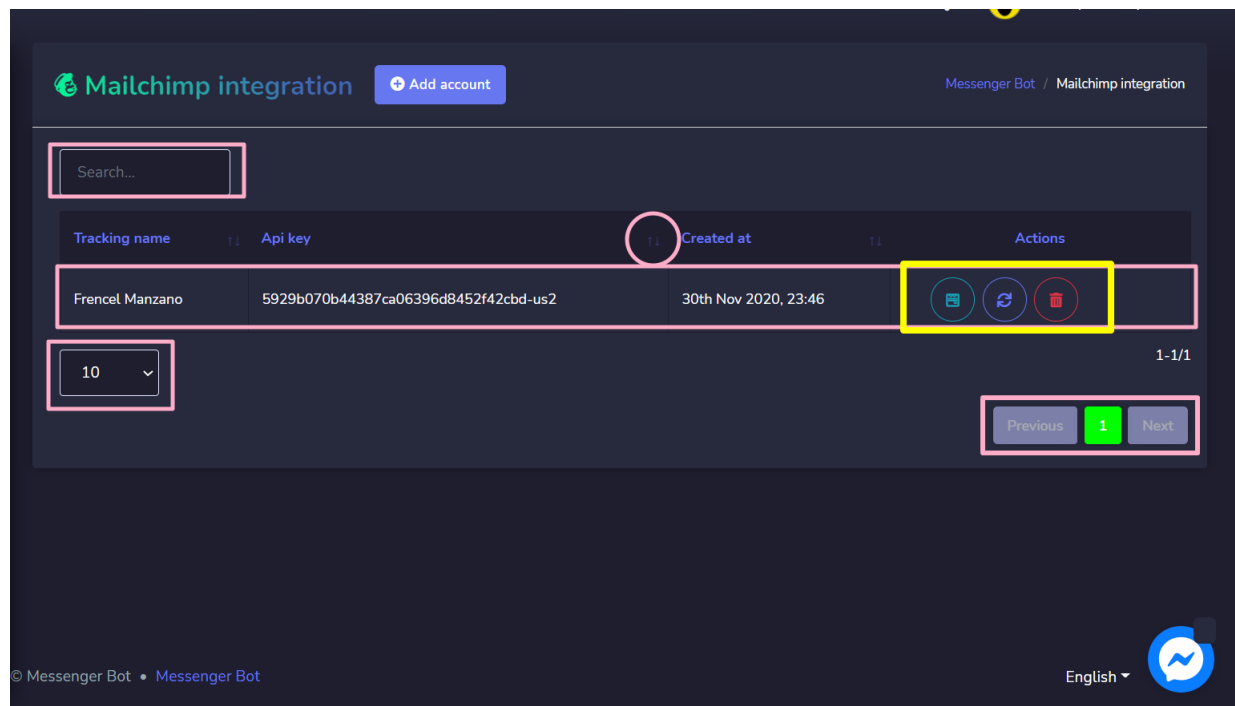 Mailchimp integration
Add account
Messenger Bot / Mailchimp integration
Search...
Tracking name ↑↓ Api key ↑↓ Created at ↑↓ Actions
Frencel Manzano 5929b070b44387ca06396d8452f42cbd-us2 30th Nov 2020, 23:46
10
1-1/1
Previous 1 Next
© Messenger Bot • Messenger Bot
English